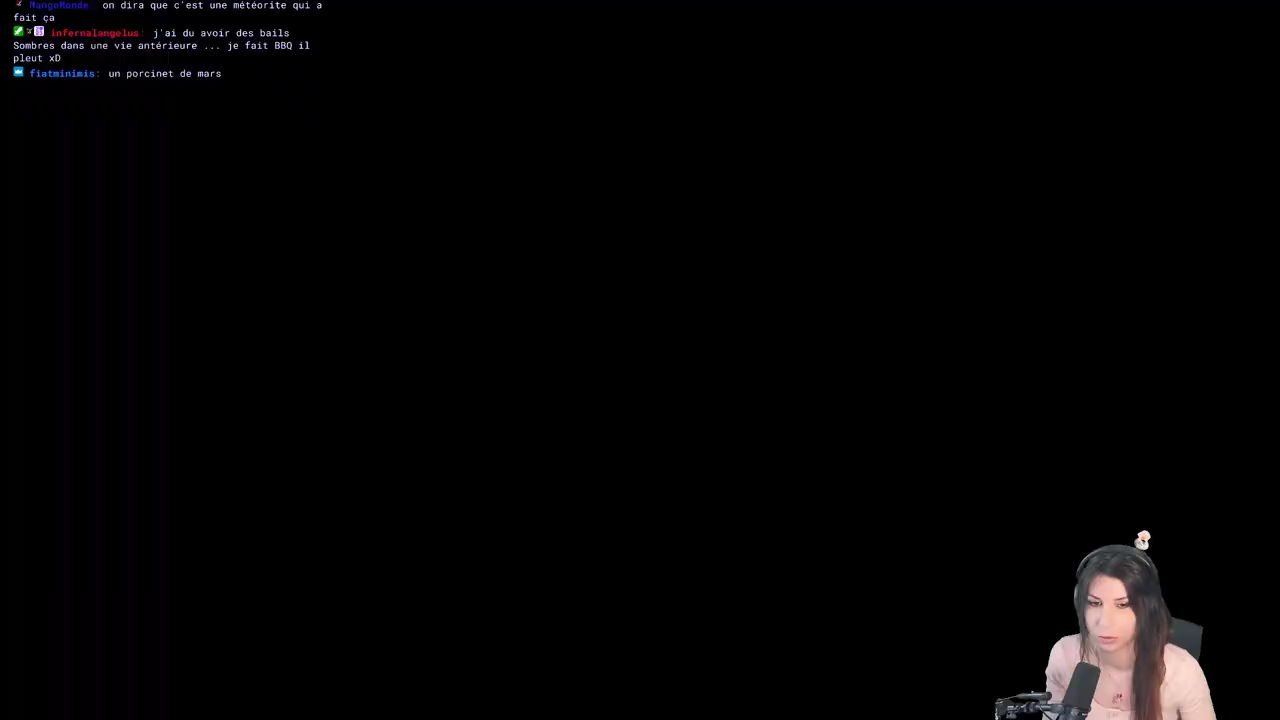 MangoMonde on dira que c'est une météorite qui a
fait ça
infernalangelus: j'ai du avoir des bails
Sombres dans une vie antérieure ... je fait BBQ il
pleut xD
fiatminimis: un porcinet de mars